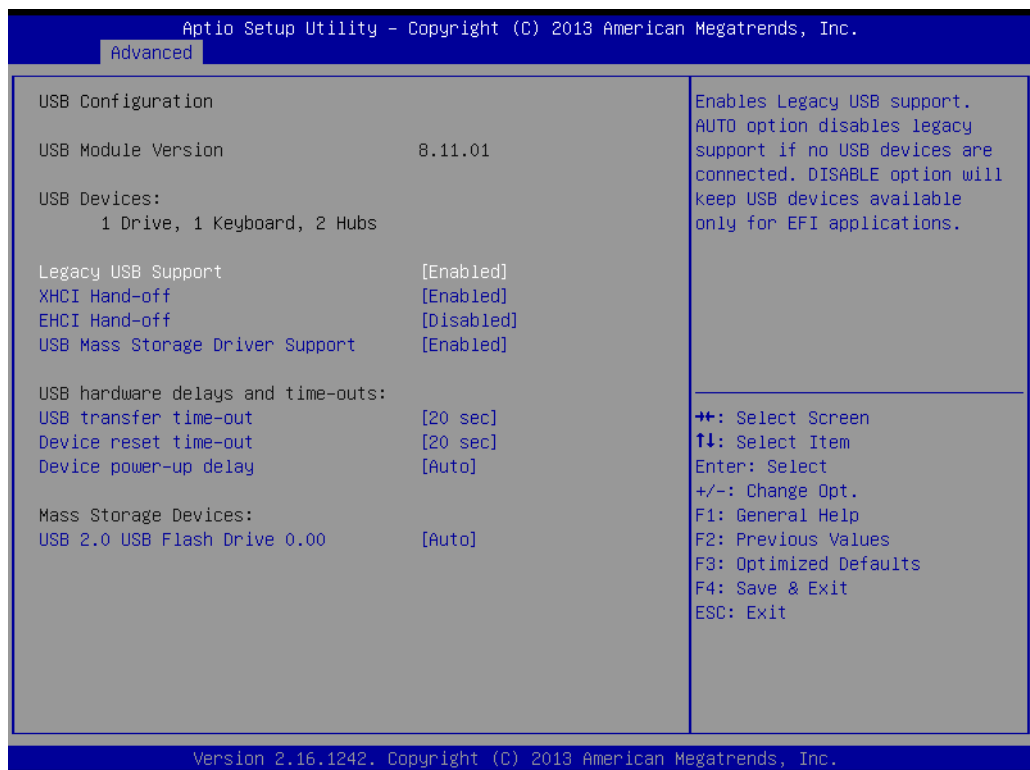 Aptio Setup Utility – Copyright (C) 2013 American Megatrends, Inc.
Advanced
USB Configuration
USB Module Version 8.11.01
USB Devices:
1 Drive, 1 Keyboard, 2 Hubs
Legacy USB Support [Enabled]
XHCI Hand-off [Enabled]
EHCI Hand-off [Disabled]
USB Mass Storage Driver Support [Enabled]
USB hardware delays and time-outs:
USB transfer time-out [20 sec]
Device reset time-out [20 sec]
Device power-up delay [Auto]
Mass Storage Devices:
USB 2.0 USB Flash Drive 0.00 [Auto]
Enables Legacy USB support.
AUTO option disables legacy
support if no USB devices are
connected. DISABLE option will
keep USB devices available
only for EFI applications.
→←: Select Screen
↑↓: Select Item
Enter: Select
+/-: Change Opt.
F1: General Help
F2: Previous Values
F3: Optimized Defaults
F4: Save & Exit
ESC: Exit
Version 2.16.1242. Copyright (C) 2013 American Megatrends, Inc.